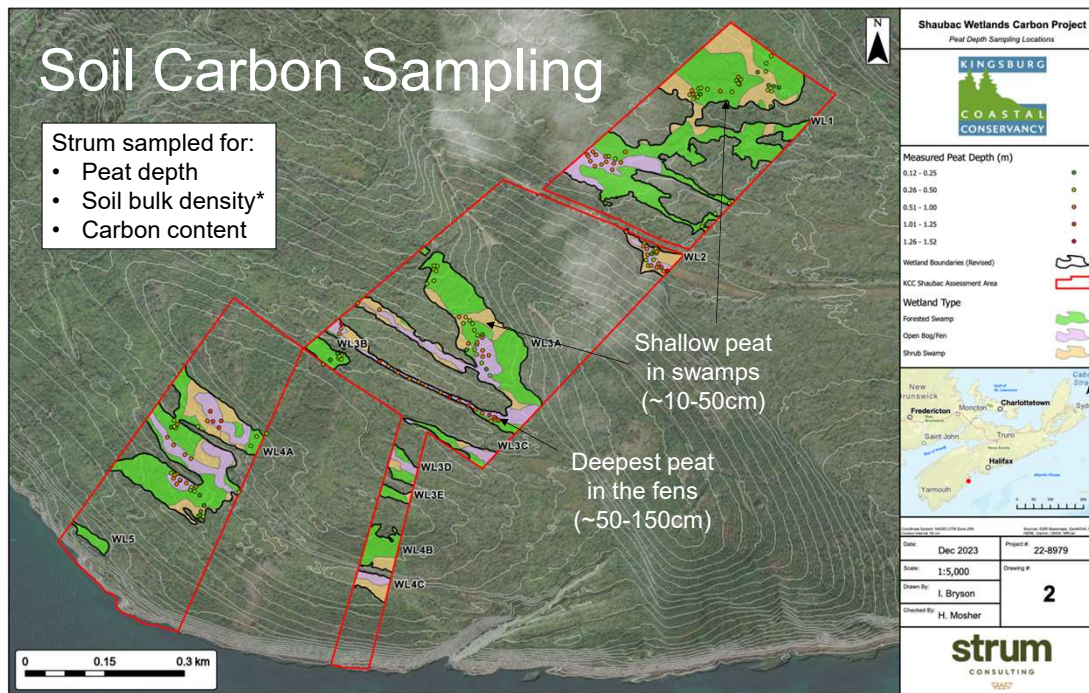 Soil Carbon Sampling
Strum sampled for:
• Peat depth
• Soil bulk density*
• Carbon content
N
WL1
WL2
WL3A
WL3B
WL3C
WL3D
WL3E
WL4A
WL4B
WL4C
WL5
Shallow peat
in swamps
(~10-50cm)
Deepest peat
in the fens
(~50-150cm)
0 0.15 0.3 km
Shaubac Wetlands Carbon Project
Peat Depth Sampling Locations
KINGSBURG
COASTAL
CONSERVANCY
Measured Peat Depth (m)
0.12 - 0.25
0.26 - 0.50
0.51 - 1.00
1.01 - 1.25
1.26 - 1.52
Wetland Boundaries (Revised)
KCC Shaubac Assessment Area
Wetland Type
Forested Swamp
Open Bog/Fen
Shrub Swamp
New
Fredericton
Moncton
Charlottetown
Saint John
Truro
Halifax
Yarmouth
Date: Dec 2023
Project #: 22-8979
Scale: 1:5,000
Drawing #:
2
Drawn By: I. Bryson
Checked By: H. Mosher
strum
CONSULTING